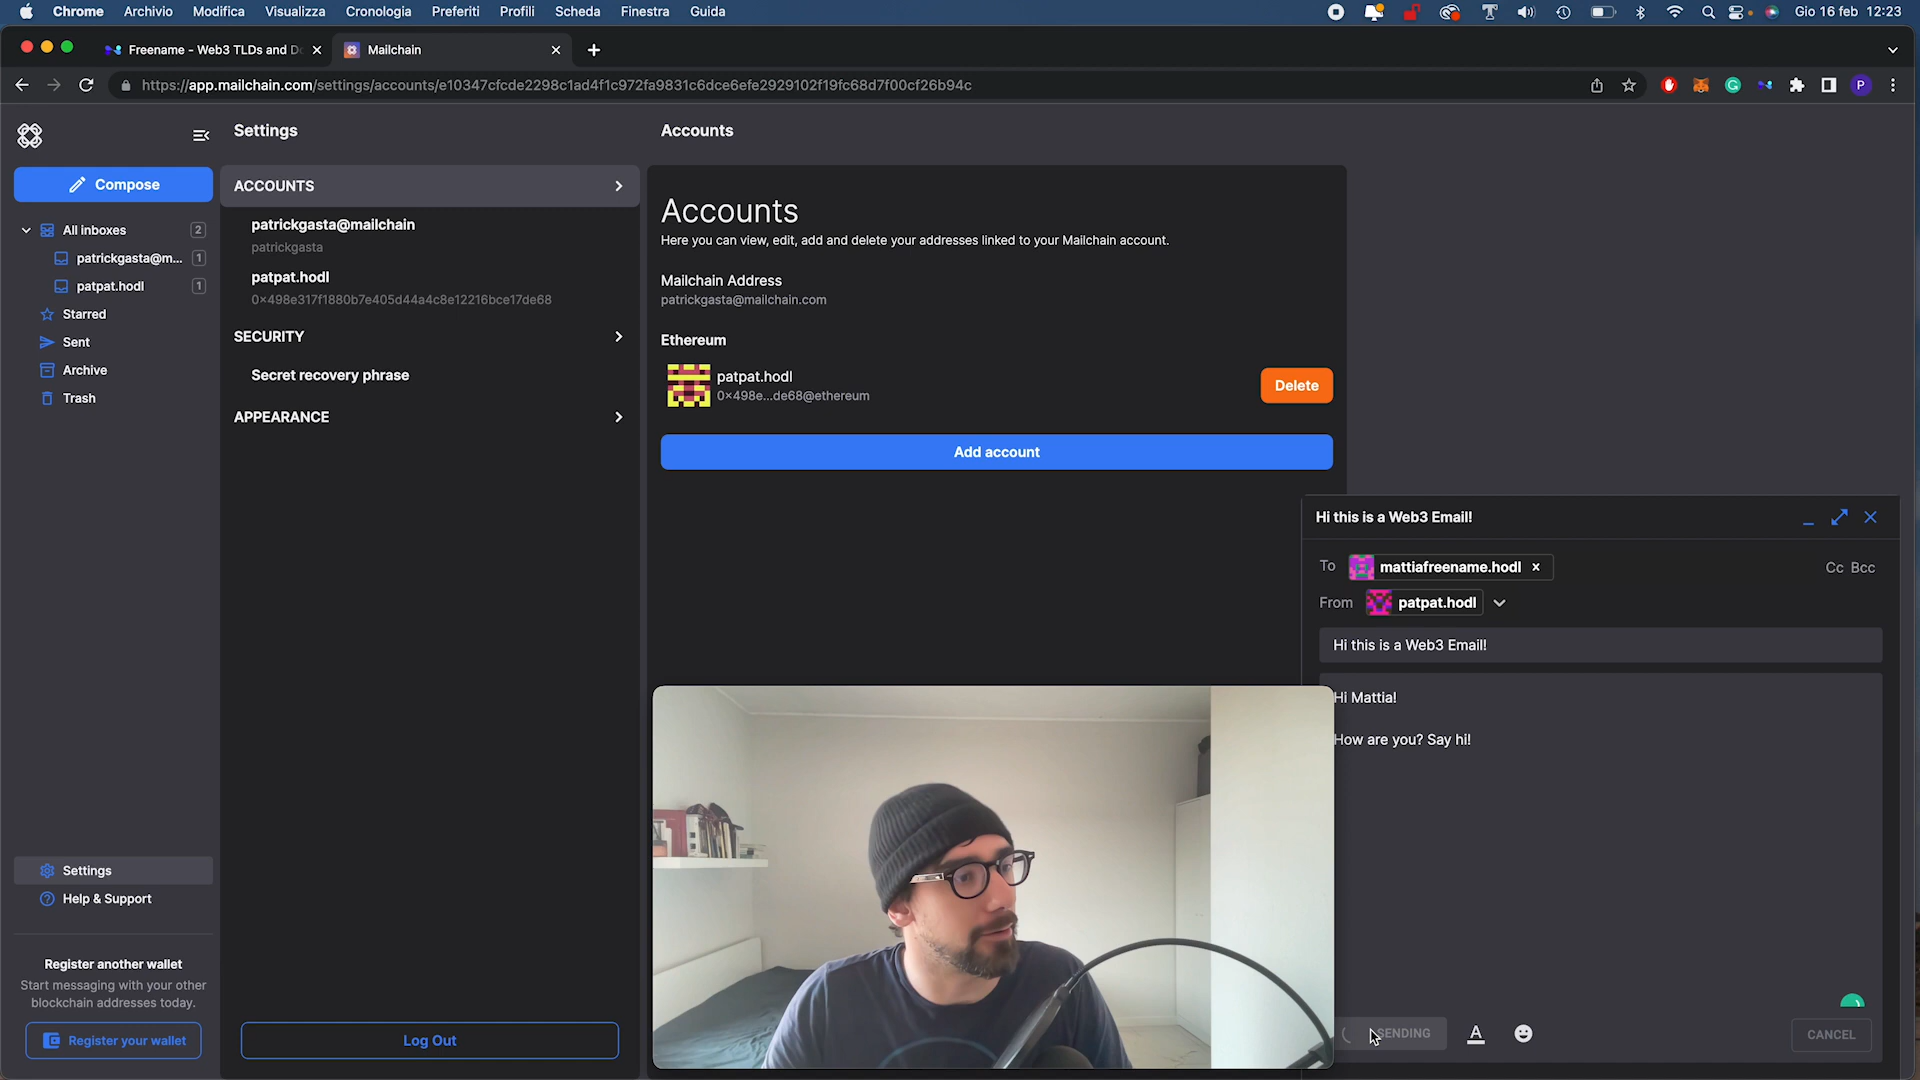 Chrome Archivio Modifica Visualizza Cronologia Preferiti Profili Scheda Finestra Guida Gio 16 feb 12:23
Freename - Web3 TLDs and Do
Mailchain
https://app.mailchain.com/settings/accounts/e10347cfcde2298c1ad4f1c972fa9831c6dce6efe2929102f19fc68d7f00cf26b94c
P
Compose
All inboxes 2
patrickgasta@m... 1
patpat.hodl 1
Starred
Sent
Archive
Trash
Settings
Help & Support
Register another wallet
Start messaging with your other
blockchain addresses today.
Register your wallet
Settings
ACCOUNTS
patrickgasta@mailchain
patrickgasta
patpat.hodl
0×498e317f1880b7e405d44a4c8e12216bce17de68
SECURITY
Secret recovery phrase
APPEARANCE
Log Out
Accounts
Accounts
Here you can view, edit, add and delete your addresses linked to your Mailchain account.
Mailchain Address
patrickgasta@mailchain.com
Ethereum
patpat.hodl
0×498e...de68@ethereum
Delete
Add account
Hi this is a Web3 Email!
To mattiafreename.hodl Cc Bcc
From patpat.hodl
Hi this is a Web3 Email!
Hi Mattia!
How are you? Say hi!
SENDING
CANCEL